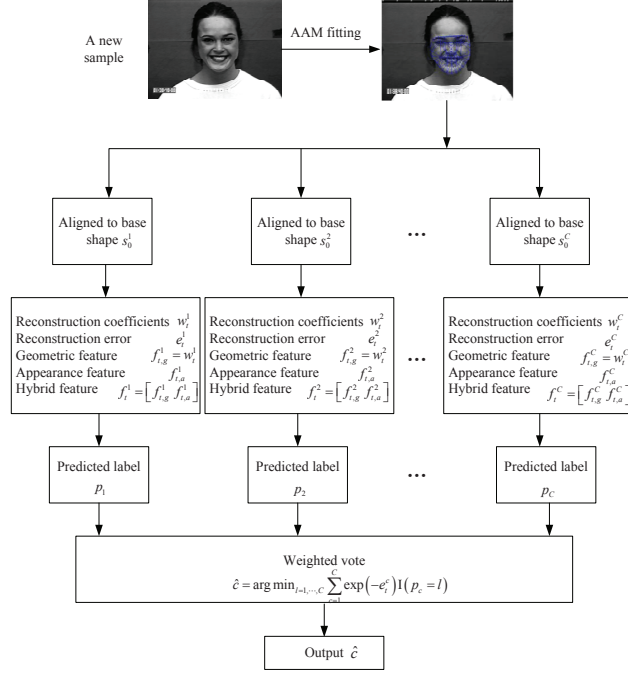 A new
sample
AAM fitting
Aligned to base
shape s_0^1
Aligned to base
shape s_0^2
...
Aligned to base
shape s_0^C
Reconstruction coefficients w_t^1
Reconstruction error e_t^1
Geometric feature f_{t,g}^1 = w_t^1
Appearance feature f_{t,a}^1
Hybrid feature f_t^1 = [f_{t,g}^1 f_{t,a}^1]
Reconstruction coefficients w_t^2
Reconstruction error e_t^2
Geometric feature f_{t,g}^2 = w_t^2
Appearance feature f_{t,a}^2
Hybrid feature f_t^2 = [f_{t,g}^2 f_{t,a}^2]
...
Reconstruction coefficients w_t^C
Reconstruction error e_t^C
Geometric feature f_{t,g}^C = w_t^C
Appearance feature f_{t,a}^C
Hybrid feature f_t^C = [f_{t,g}^C f_{t,a}^C]
Predicted label
p_1
Predicted label
p_2
...
Predicted label
p_C
Weighted vote
ĉ = arg min_{l=1,⋯,C} ∑_{c=1}^C exp(−e_t^c) I(p_c = l)
Output ĉ